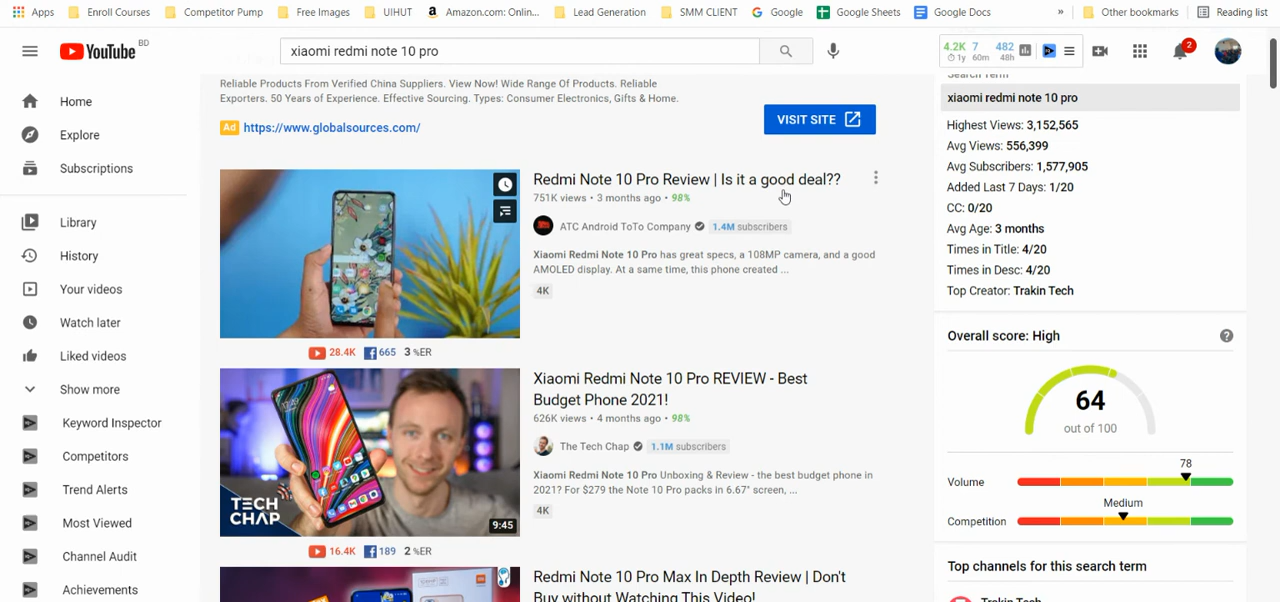 Apps Enroll Courses Competitor Pump Free Images UIHUT Amazon.com: Onlin... Lead Generation SMM CLIENT Google Google Sheets Google Docs » Other bookmarks Reading list
YouTube BD
xiaomi redmi note 10 pro
4.2K 7 482
1y 60m 48h
2
Home
Explore
Subscriptions
Library
History
Your videos
Watch later
Liked videos
Show more
Keyword Inspector
Competitors
Trend Alerts
Most Viewed
Channel Audit
Achievements
Reliable Products From Verified China Suppliers. View Now! Wide Range Of Products. Reliable
Exporters. 50 Years of Experience. Effective Sourcing. Types: Consumer Electronics, Gifts & Home.
Ad https://www.globalsources.com/
VISIT SITE
Redmi Note 10 Pro Review | Is it a good deal??
751K views • 3 months ago • 98%
ATC Android ToTo Company 1.4M subscribers
Xiaomi Redmi Note 10 Pro has great specs, a 108MP camera, and a good
AMOLED display. At a same time, this phone created ...
4K
28.4K 665 3 %ER
TECH
CHAP
9:45
Xiaomi Redmi Note 10 Pro REVIEW - Best
Budget Phone 2021!
626K views • 4 months ago • 98%
The Tech Chap 1.1M subscribers
Xiaomi Redmi Note 10 Pro Unboxing & Review - the best budget phone in
2021? For $279 the Note 10 Pro packs in 6.67" screen, ...
4K
16.4K 189 2 %ER
Redmi Note 10 Pro Max In Depth Review | Don't
Buy without Watching This Video!
Search Term
xiaomi redmi note 10 pro
Highest Views: 3,152,565
Avg Views: 556,399
Avg Subscribers: 1,577,905
Added Last 7 Days: 1/20
CC: 0/20
Avg Age: 3 months
Times in Title: 4/20
Times in Desc: 4/20
Top Creator: Trakin Tech
Overall score: High
64
out of 100
78
Volume
Medium
Competition
Top channels for this search term
Trakin Tech